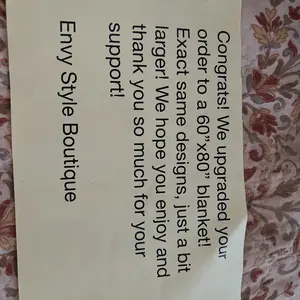 Congrats! We upgraded your
order to a 60"x80" blanket!
Exact same designs, just a bit
larger! We hope you enjoy and
thank you so much for your
support!
Envy Style Boutique